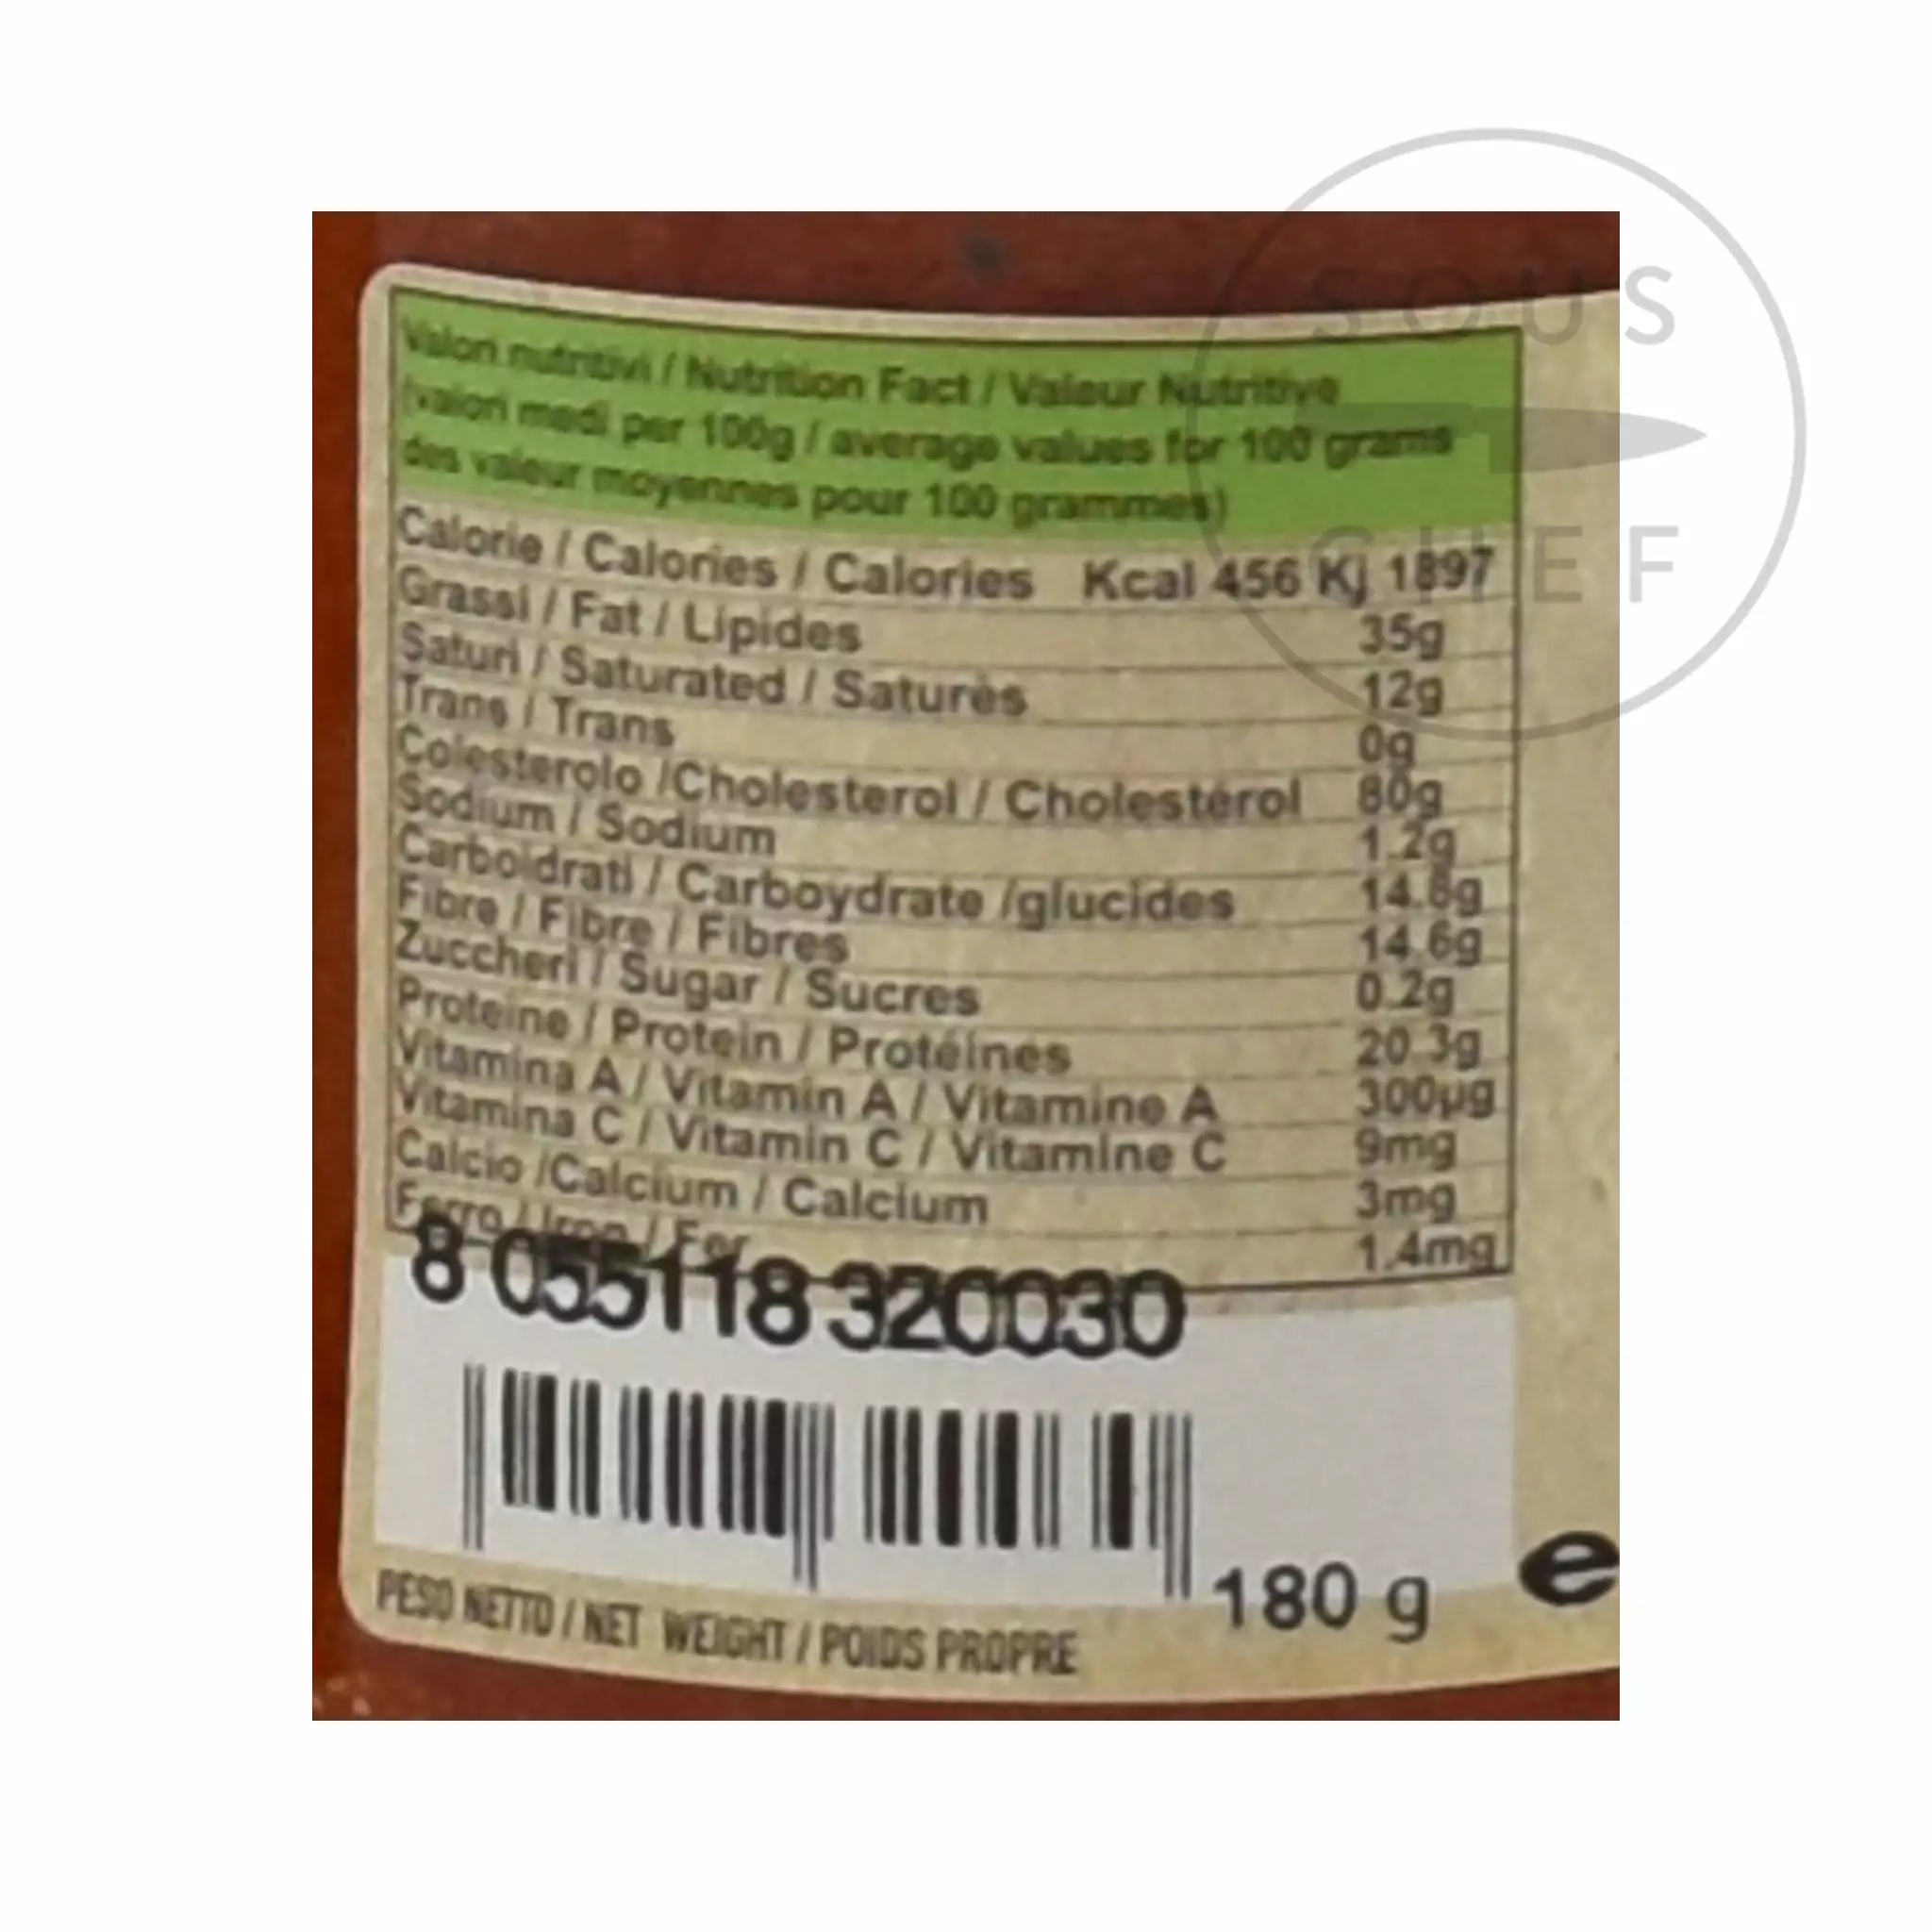 SOUS
CHEF
Valori nutritivi / Nutrition Fact / Valeur Nutritive
(valori medi per 100g / average values for 100 grams
des valeur moyennes pour 100 grammes)
Calorie / Calories / Calories Kcal 456 Kj 1897
Grassi / Fat / Lipides 35g
Saturi / Saturated / Saturès 12g
Trans / Trans 0g
Colesterolo /Cholesterol / Cholestérol 80g
Sodium / Sodium 1.2g
Carboidrati / Carboydrate /glucides 14.8g
Fibre / Fibre / Fibres 14.6g
Zuccheri / Sugar / Sucres 0.2g
Proteine / Protein / Protéines 20.3g
Vitamina A / Vitamin A / Vitamine A 300µg
Vitamina C / Vitamin C / Vitamine C 9mg
Calcio /Calcium / Calcium 3mg
Ferro / Iron / Fer 1.4mg
8 055118 320030
180 g e
PESO NETTO / NET WEIGHT / POIDS PROPRE